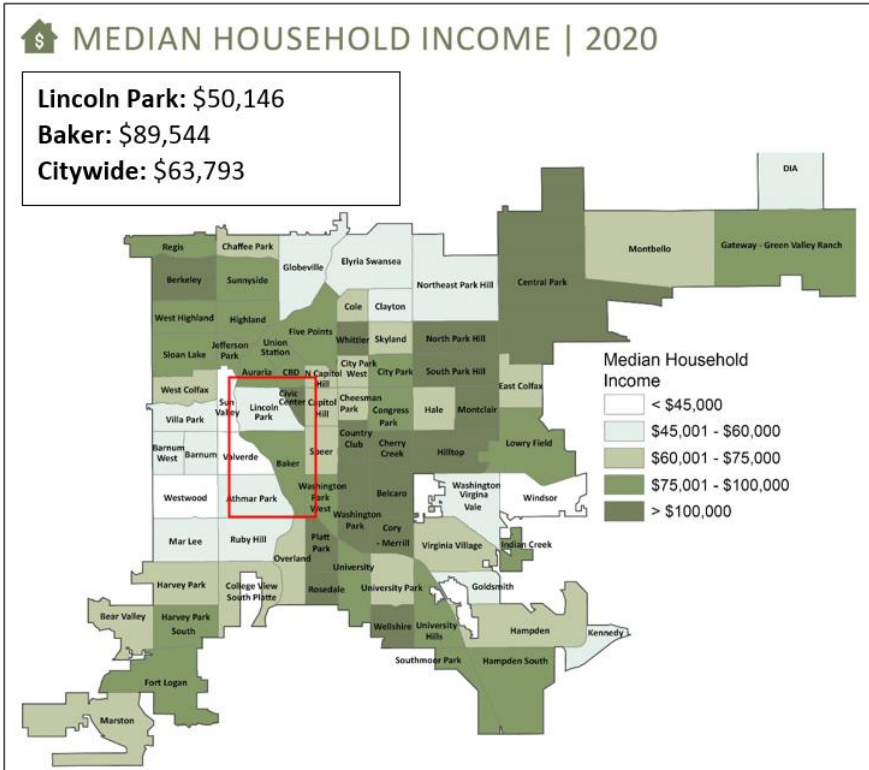 MEDIAN HOUSEHOLD INCOME | 2020
Lincoln Park: $50,146
Baker: $89,544
Citywide: $63,793
DIA
Regis
Chaffee Park
Globeville
Elyria Swansea
Northeast Park Hill
Central Park
Montbello
Gateway - Green Valley Ranch
Berkeley
Sunnyside
West Highland
Highland
Cole
Clayton
Five Points
Whittier
Skyland
North Park Hill
Sloan Lake
Jefferson
Park
Union
Station
Auraria
CBD
N Capitol
Hill
City Park
West
City Park
South Park Hill
West Colfax
Sun
Valley
Lincoln
Park
Civic
Center
Capitol
Hill
Cheesman
Park
Congress
Park
Hale
Montclair
East Colfax
Villa Park
Barnum
West
Barnum
Valverde
Baker
Speer
Country
Club
Cherry
Creek
Hilltop
Lowry Field
Westwood
Athmar Park
Washington
Park
West
Washington
Park
Belcaro
Cory
- Merrill
Washington
Virgina
Vale
Windsor
Mar Lee
Ruby Hill
Overland
Platt
Park
Virginia Village
Indian Creek
Harvey Park
College View
South Platte
Rosedale
University
University Park
Goldsmith
Bear Valley
Harvey Park
South
Wellshire
University
Hills
Hampden
Kennedy
Southmoor Park
Hampden South
Fort Logan
Marston
Median Household
Income
< $45,000
$45,001 - $60,000
$60,001 - $75,000
$75,001 - $100,000
> $100,000